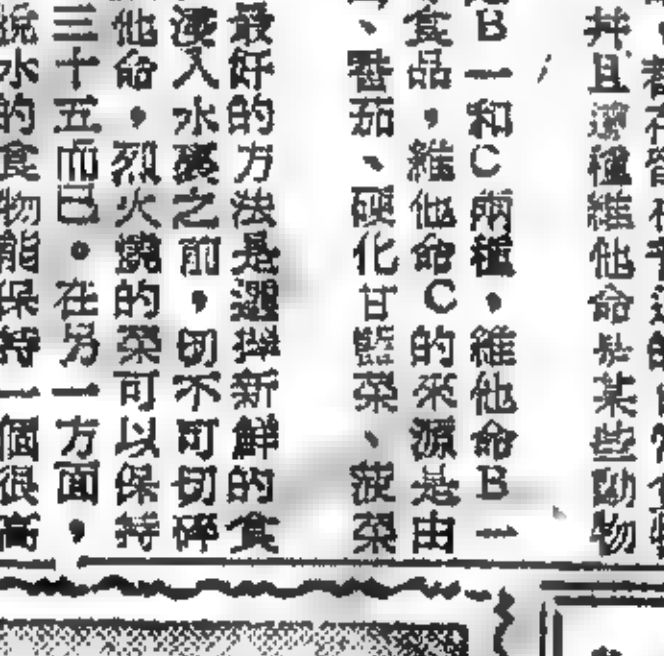 并且這種維他命是某些動物
B一和C兩種，維他命B一
食品，維他命C的來源是由
、番茄、硬化甘藍菜、菠菜
最好的方法是選擇新鮮的食
浸入水裏之前，切不可切碎
他命，烈火燒的菜可以保持
三十五而已。在另一方面，
水的食物能保持一個很高